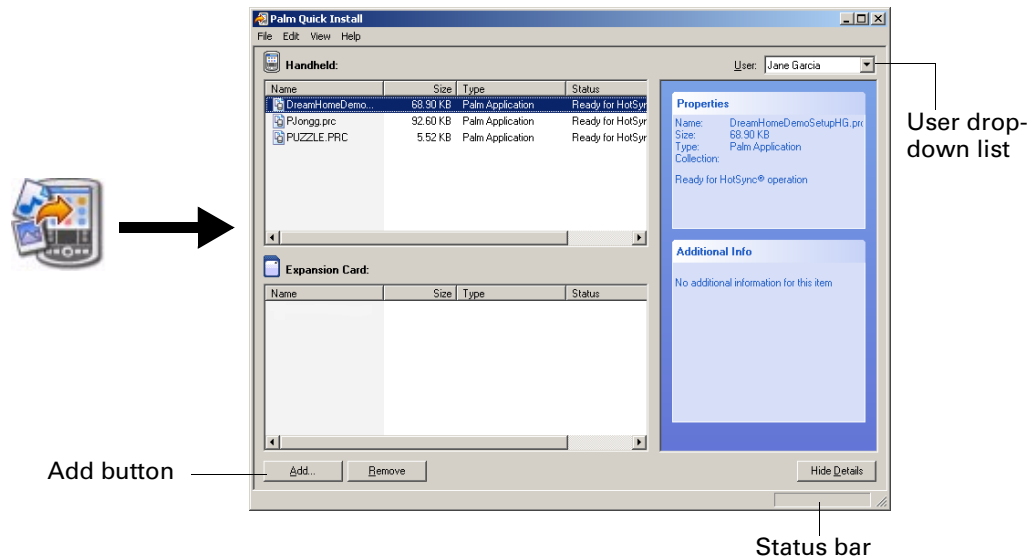 Palm Quick Install
File Edit View Help
Handheld:
User: Jane Garcia
Name Size Type Status
DreamHomeDemo... 68.90 KB Palm Application Ready for HotSyr
PJongg.prc 92.60 KB Palm Application Ready for HotSyr
PUZZLE.PRC 5.52 KB Palm Application Ready for HotSyr
Properties
Name: DreamHomeDemoSetupHG.prc
Size: 68.90 KB
Type: Palm Application
Collection:
Ready for HotSync® operation
User drop-
down list
Additional Info
No additional information for this item
Expansion Card:
Name Size Type Status
Add button
Add... Remove
Hide Details
Status bar